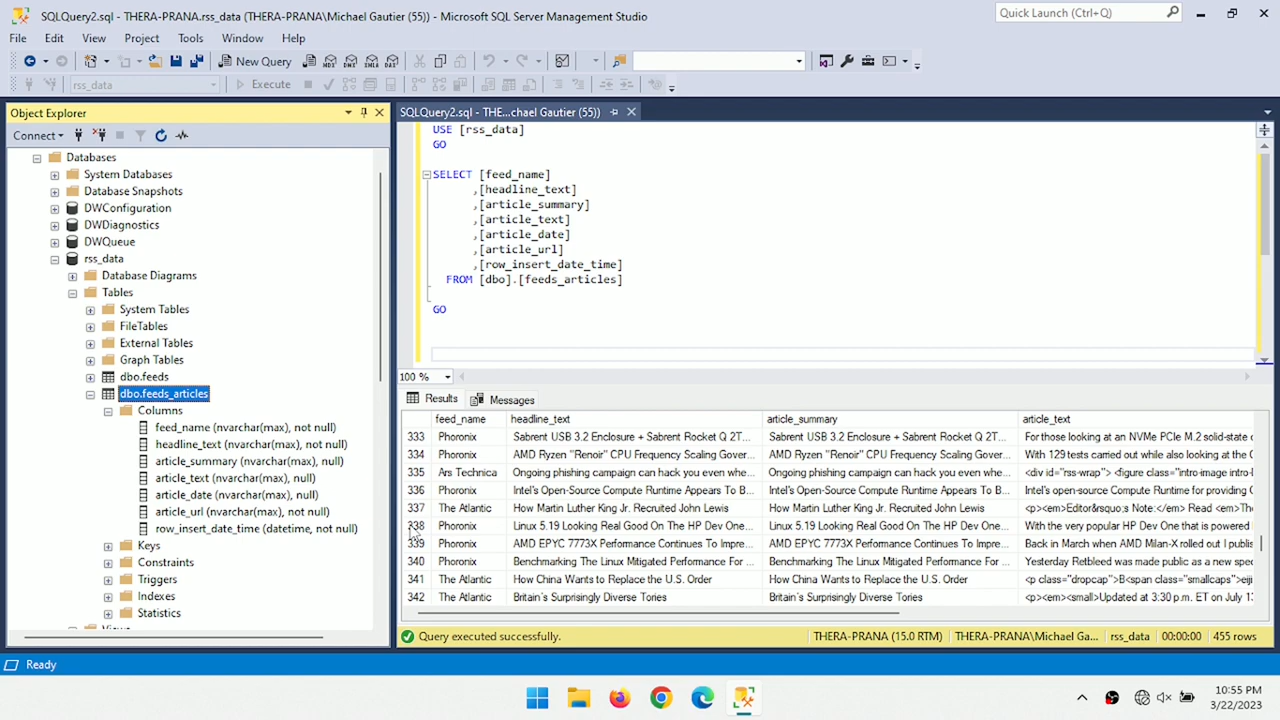 SQLQuery2.sql - THERA-PRANA.rss_data (THERA-PRANA\Michael Gautier (55)) - Microsoft SQL Server Management Studio
Quick Launch (Ctrl+Q)
File Edit View Project Tools Window Help
New Query
rss_data
Execute
Object Explorer
Connect
Databases
System Databases
Database Snapshots
DWConfiguration
DWDiagnostics
DWQueue
rss_data
Database Diagrams
Tables
System Tables
FileTables
External Tables
Graph Tables
dbo.feeds
dbo.feeds_articles
Columns
feed_name (nvarchar(max), not null)
headline_text (nvarchar(max), not null)
article_summary (nvarchar(max), null)
article_text (nvarchar(max), null)
article_date (nvarchar(max), null)
article_url (nvarchar(max), not null)
row_insert_date_time (datetime, not null)
Keys
Constraints
Triggers
Indexes
Statistics
SQLQuery2.sql - THE...chael Gautier (55))
USE [rss_data]
GO
SELECT [feed_name]
,[headline_text]
,[article_summary]
,[article_text]
,[article_date]
,[article_url]
,[row_insert_date_time]
FROM [dbo].[feeds_articles]
GO
100 %
Results Messages
feed_name headline_text article_summary article_text
333 Phoronix Sabrent USB 3.2 Enclosure + Sabrent Rocket Q 2T... Sabrent USB 3.2 Enclosure + Sabrent Rocket Q 2T... For those looking at an NVMe PCIe M.2 solid-state
334 Phoronix AMD Ryzen "Renoir" CPU Frequency Scaling Gover... AMD Ryzen "Renoir" CPU Frequency Scaling Gover... With 129 tests carried out while also looking at the
335 Ars Technica Ongoing phishing campaign can hack you even whe... Ongoing phishing campaign can hack you even whe... <div id="rss-wrap"> <figure class="intro-image intro-
336 Phoronix Intel's Open-Source Compute Runtime Appears To B... Intel's Open-Source Compute Runtime Appears To B... Intel's open-source Compute Runtime for providing
337 The Atlantic How Martin Luther King Jr. Recruited John Lewis How Martin Luther King Jr. Recruited John Lewis <p><em>Editor&rsquo;s Note:</em> Read <em>
338 Phoronix Linux 5.19 Looking Real Good On The HP Dev One... Linux 5.19 Looking Real Good On The HP Dev One... With the very popular HP Dev One that is powered
339 Phoronix AMD EPYC 7773X Performance Continues To Impre... AMD EPYC 7773X Performance Continues To Impre... Back in March when AMD Milan-X rolled out I
340 Phoronix Benchmarking The Linux Mitigated Performance For ... Benchmarking The Linux Mitigated Performance For ... Yesterday Retbleed was made public as a new
341 The Atlantic How China Wants to Replace the U.S. Order How China Wants to Replace the U.S. Order <p class="dropcap">B<span class="smallcaps">
342 The Atlantic Britain's Surprisingly Diverse Tories Britain's Surprisingly Diverse Tories <p><em><small>Updated at 3:30 p.m. ET on July
Query executed successfully. THERA-PRANA (15.0 RTM) THERA-PRANA\Michael Ga... rss_data 00:00:00 455 rows
Ready
10:55 PM
3/22/2023